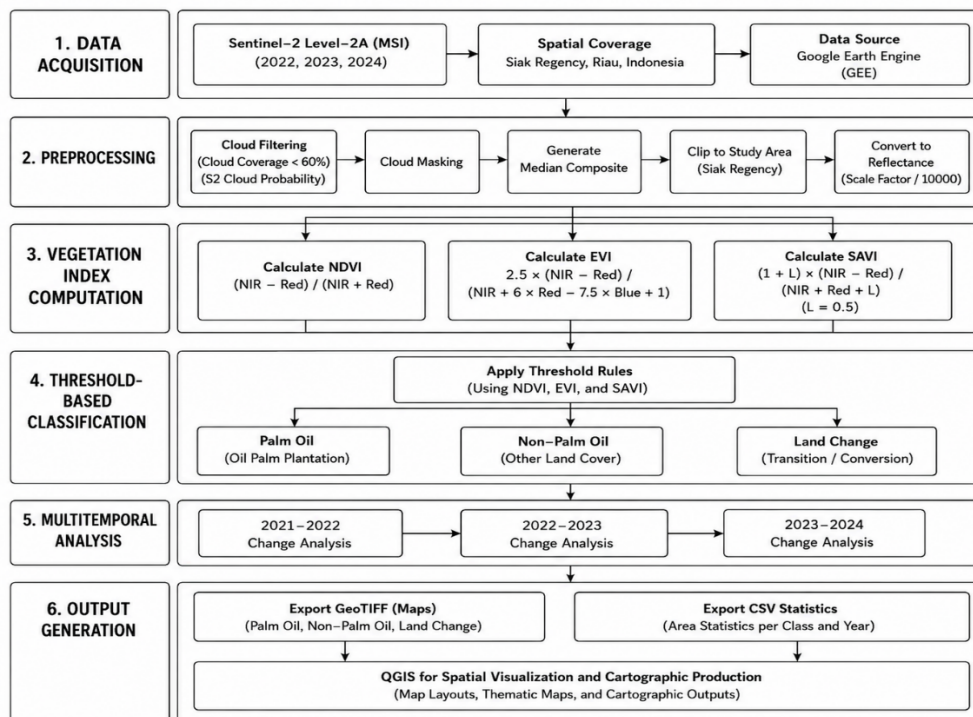 1. DATA
ACQUISITION
Sentinel-2 Level-2A (MSI)
(2022, 2023, 2024)
Spatial Coverage
Siak Regency, Riau, Indonesia
Data Source
Google Earth Engine
(GEE)
2. PREPROCESSING
Cloud Filtering
(Cloud Coverage < 60%)
(S2 Cloud Probability)
Cloud Masking
Generate
Median Composite
Clip to Study Area
(Siak Regency)
Convert to
Reflectance
(Scale Factor / 10000)
3. VEGETATION
INDEX
COMPUTATION
Calculate NDVI
(NIR − Red) / (NIR + Red)
Calculate EVI
2.5 × (NIR − Red) /
(NIR + 6 × Red − 7.5 × Blue + 1)
Calculate SAVI
(1 + L) × (NIR − Red) /
(NIR + Red + L)
(L = 0.5)
4. THRESHOLD-
BASED
CLASSIFICATION
Apply Threshold Rules
(Using NDVI, EVI, and SAVI)
Palm Oil
(Oil Palm Plantation)
Non-Palm Oil
(Other Land Cover)
Land Change
(Transition / Conversion)
5. MULTITEMPORAL
ANALYSIS
2021–2022
Change Analysis
2022–2023
Change Analysis
2023–2024
Change Analysis
6. OUTPUT
GENERATION
Export GeoTIFF (Maps)
(Palm Oil, Non-Palm Oil, Land Change)
Export CSV Statistics
(Area Statistics per Class and Year)
QGIS for Spatial Visualization and Cartographic Production
(Map Layouts, Thematic Maps, and Cartographic Outputs)